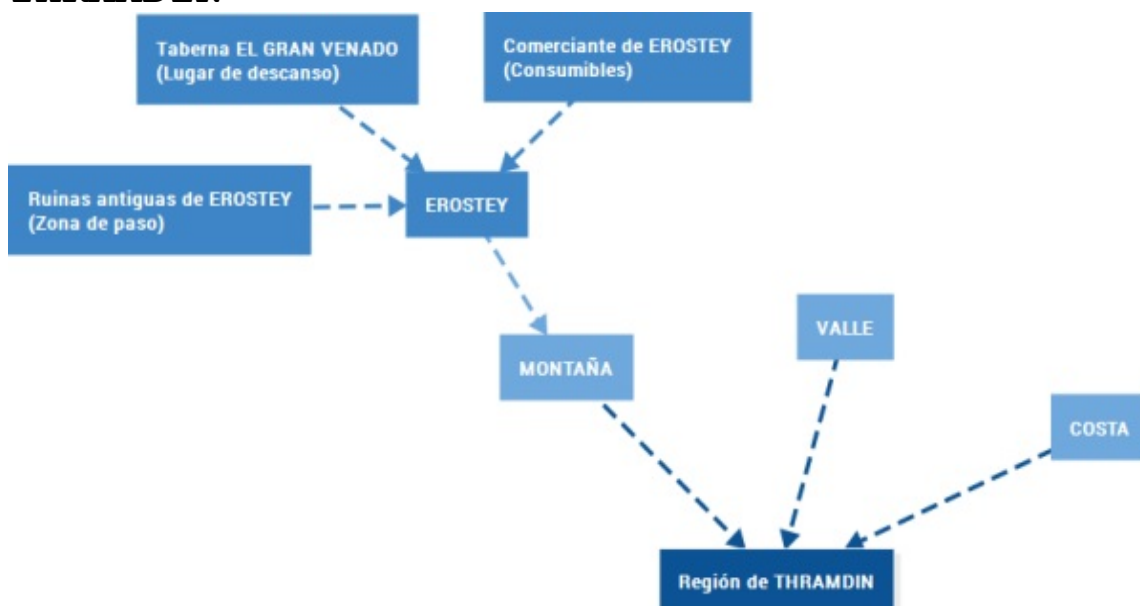 Taberna EL GRAN VENADO
(Lugar de descanso)
Comerciante de EROSTEY
(Consumibles)
Ruinas antiguas de EROSTEY
(Zona de paso)
EROSTEY
VALLE
MONTAÑA
COSTA
Región de THRAMDIN